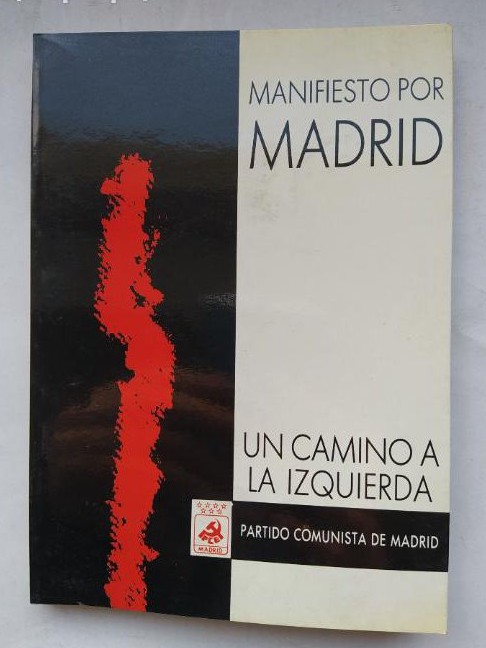 MANIFIESTO POR
MADRID
UN CAMINO A
LA IZQUIERDA
PCE
MADRID
PARTIDO COMUNISTA DE MADRID